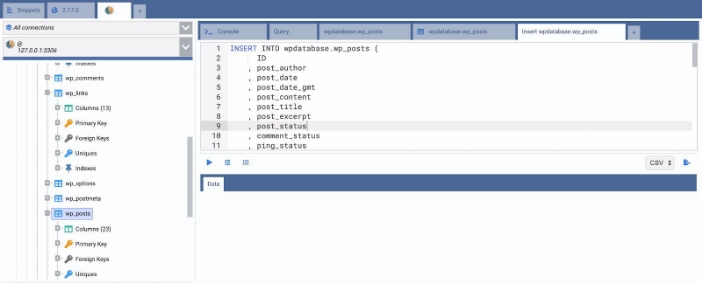 Snippets
2.17.0
+
All connections
@
127.0.0.1:3306
Indexes
wp_comments
wp_links
Columns (13)
Primary Key
Foreign Keys
Uniques
Indexes
wp_options
wp_postmeta
wp_posts
Columns (23)
Primary Key
Foreign Keys
Uniques
>_ Console
Query
wpdatabase.wp_posts
wpdatabase.wp_posts
Insert wpdatabase.wp_posts
+
1 INSERT INTO wpdatabase.wp_posts (
2 ID
3 , post_author
4 , post_date
5 , post_date_gmt
6 , post_content
7 , post_title
8 , post_excerpt
9 , post_status
10 , comment_status
11 , ping_status
CSV
Data